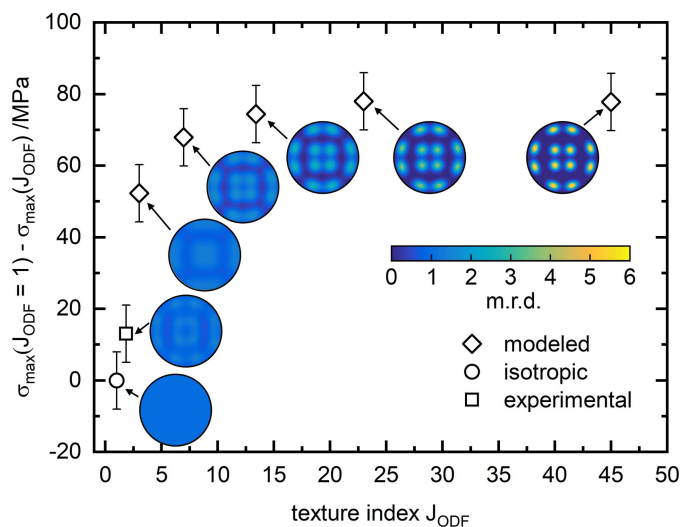 σmax(JODF = 1) - σmax(JODF) /MPa
100
80
60
40
20
0
-20
0 5 10 15 20 25 30 35 40 45 50
texture index JODF
0 1 2 3 4 5 6
m.r.d.
modeled
isotropic
experimental